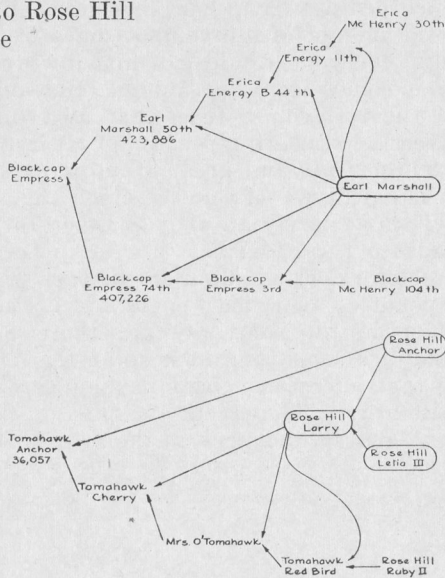 to Rose Hill
e
Erica
Mc Henry 30th
Erica
Energy 11th
Erica
Energy B 44th
Earl
Marshall 50th
423,886
Blackcap
Empress
Earl Marshall
Blackcap
Empress 74th
407,226
Blackcap
Empress 3rd
Blackcap
Mc Henry 104th
Rose Hill
Anchor
Rose Hill
Larry
Tomahawk
Anchor
36,057
Rose Hill
Letia III
Tomahawk
Cherry
Mrs. O'Tomahawk
Tomahawk
Red Bird
Rose Hill
Ruby II